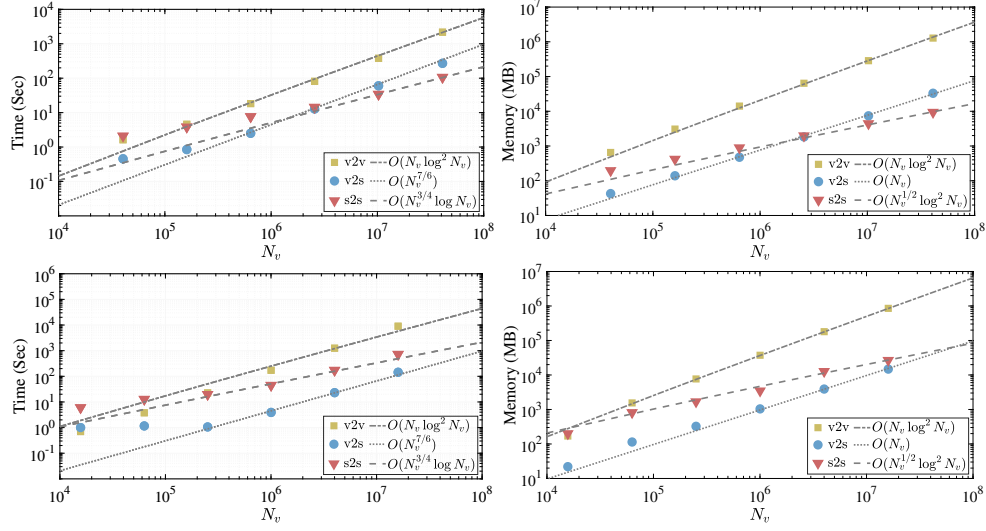 10^4
10^3
10^2
10^1
10^0
10^-1
Time (Sec)
v2v O(N_v log^2 N_v)
v2s O(N_v^{7/6})
s2s O(N_v^{3/4} log N_v)
10^4 10^5 10^6 10^7 10^8
N_v
10^7
10^6
10^5
10^4
10^3
10^2
10^1
Memory (MB)
v2v O(N_v log^2 N_v)
v2s O(N_v)
s2s O(N_v^{1/2} log^2 N_v)
10^4 10^5 10^6 10^7 10^8
N_v
10^6
10^5
10^4
10^3
10^2
10^1
10^0
10^-1
Time (Sec)
v2v O(N_v log^2 N_v)
v2s O(N_v^{7/6})
s2s O(N_v^{3/4} log N_v)
10^4 10^5 10^6 10^7 10^8
N_v
10^7
10^6
10^5
10^4
10^3
10^2
10^1
Memory (MB)
v2v O(N_v log^2 N_v)
v2s O(N_v)
s2s O(N_v^{1/2} log^2 N_v)
10^4 10^5 10^6 10^7 10^8
N_v